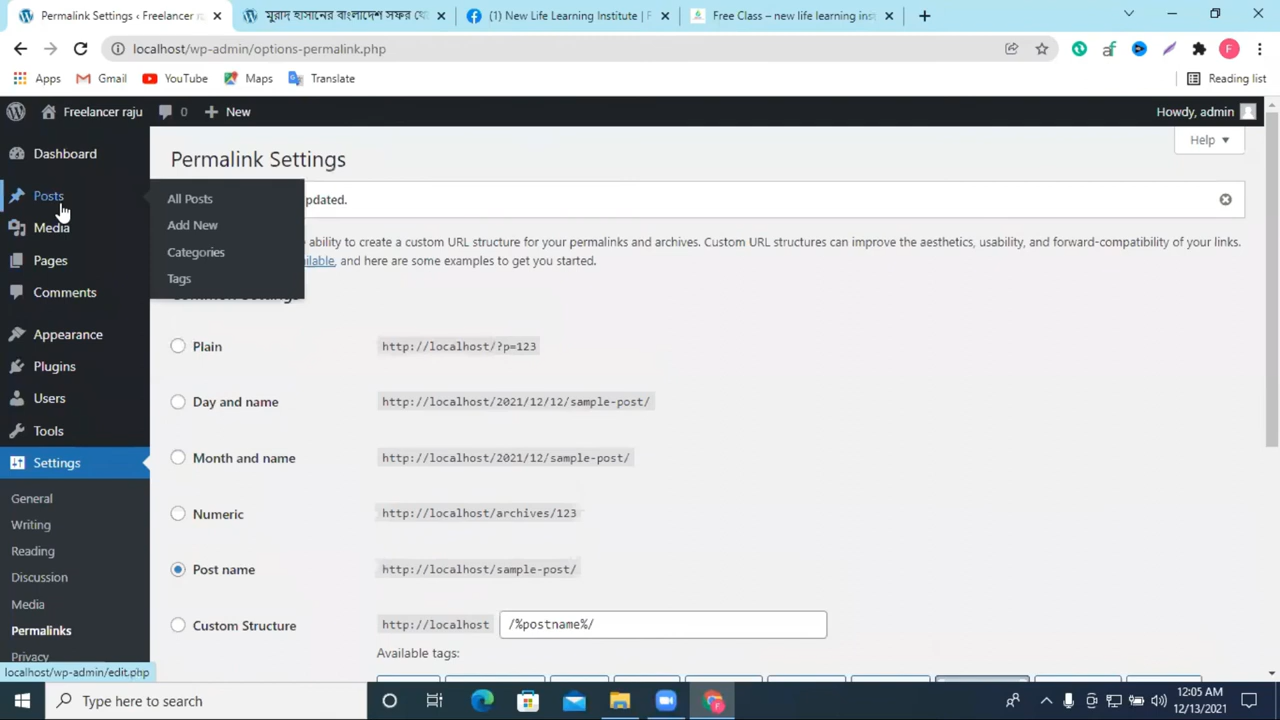 Permalink Settings ‹ Freelancer r
মুরাদ হাসানের বাংলাদেশ সফর থে
(1) New Life Learning Institute | F
Free Class – new life learning ins
localhost/wp-admin/options-permalink.php
F
Apps
Gmail
YouTube
Maps
Translate
Reading list
Freelancer raju
0
New
Howdy, admin
Dashboard
Posts
Media
Pages
Comments
Appearance
Plugins
Users
Tools
Settings
General
Writing
Reading
Discussion
Media
Permalinks
Privacy
All Posts
Add New
Categories
Tags
Help
Permalink Settings
pdated.
ability to create a custom URL structure for your permalinks and archives. Custom URL structures can improve the aesthetics, usability, and forward-compatibility of your links.
ilable, and here are some examples to get you started.
Plain
http://localhost/?p=123
Day and name
http://localhost/2021/12/12/sample-post/
Month and name
http://localhost/2021/12/sample-post/
Numeric
http://localhost/archives/123
Post name
http://localhost/sample-post/
Custom Structure
http://localhost
/%postname%/
Available tags:
localhost/wp-admin/edit.php
Type here to search
12:05 AM
12/13/2021